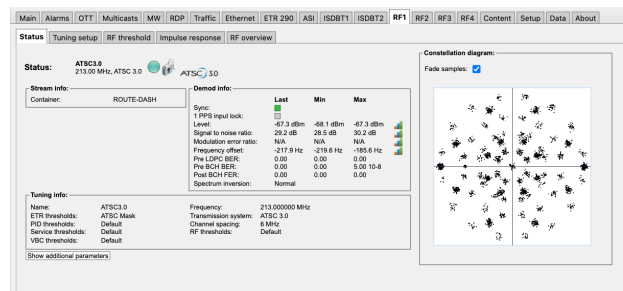 Main Alarms OTT Multicasts MW RDP Traffic Ethernet ETR 290 ASI ISDBT1 ISDBT2 RF1 RF2 RF3 RF4 Content Setup Data About
Status Tuning setup RF threshold Impulse response RF overview
Status: ATSC3.0
213.00 MHz, ATSC 3.0 ATSC 3.0
Stream info:
Container: ROUTE-DASH
Demod info:
Last Min Max
Sync:
1 PPS input lock:
Level: -67.3 dBm -68.1 dBm -67.3 dBm
Signal to noise ratio: 29.2 dB 28.5 dB 30.2 dB
Modulation error ratio: N/A N/A N/A
Frequency offset: -217.9 Hz -219.6 Hz -185.6 Hz
Pre LDPC BER: 0.00 0.00 0.00
Pre BCH BER: 0.00 0.00 5.00 10-8
Post BCH FER: 0.00 0.00 0.00
Spectrum inversion: Normal
Tuning info:
Name: ATSC3.0 Frequency: 213.000000 MHz
ETR thresholds: ATSC Mask Transmission system: ATSC 3.0
PID thresholds: Default Channel spacing: 6 MHz
Service thresholds: Default RF thresholds: Default
VBC thresholds: Default
Show additional parameters
Constellation diagram:
Fade samples: